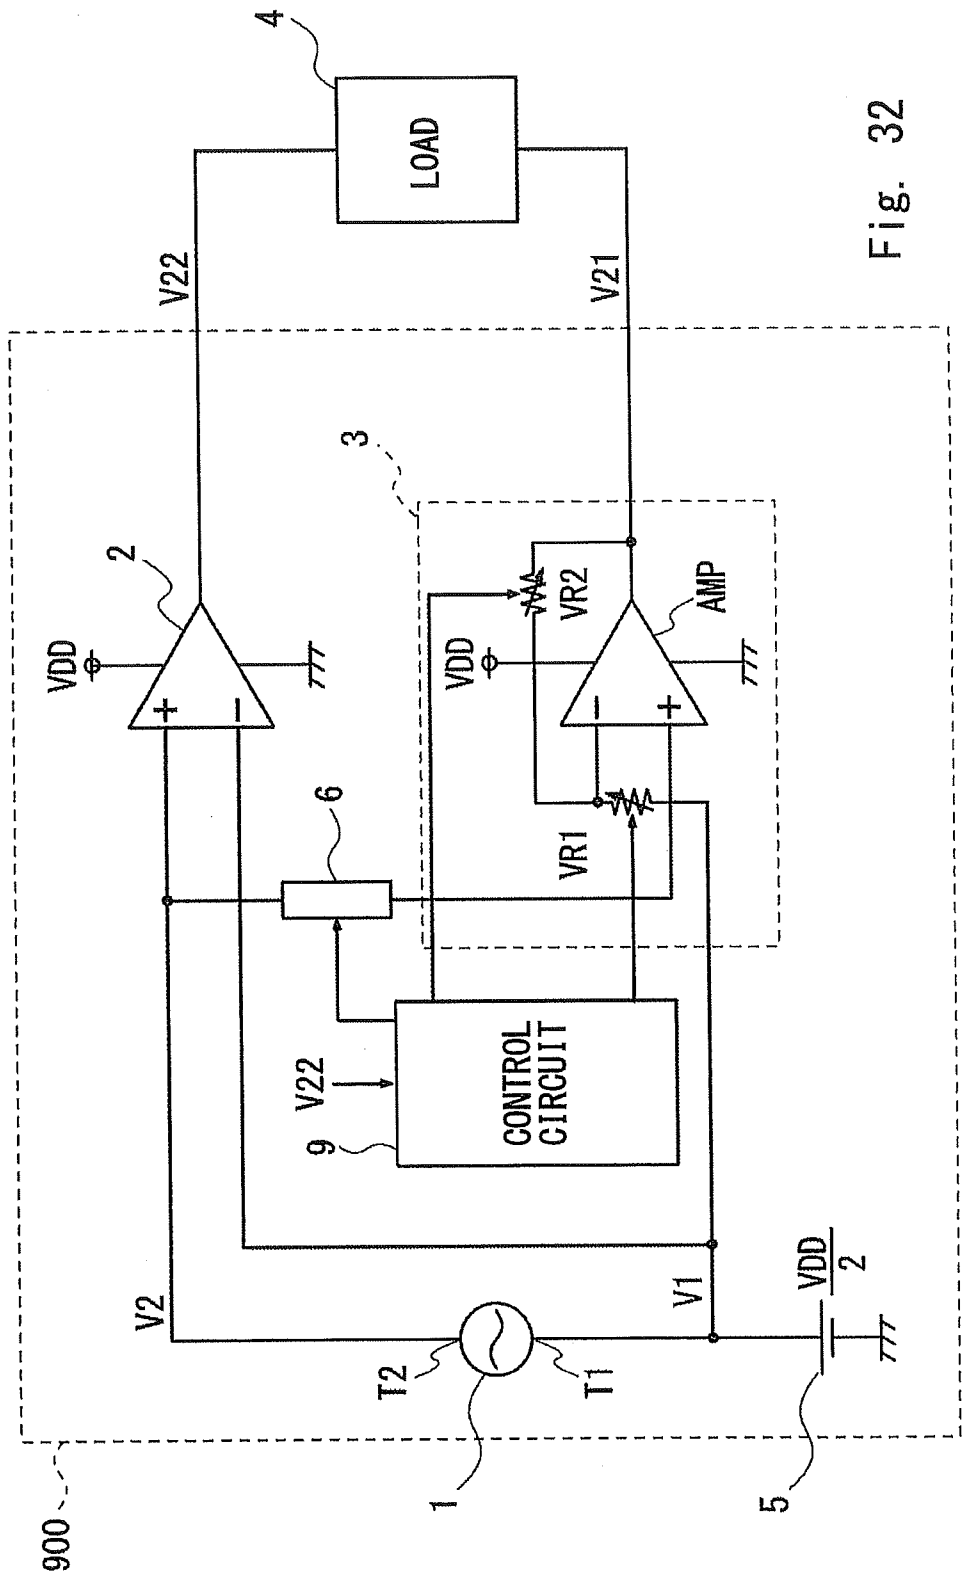 900
1
T2
T1
V2
V1
5
VDD
2
9
V22
CONTROL
CIRCUIT
6
VR1
VDD
2
+
−
3
VDD
VR2
−
+
AMP
V22
V21
4
LOAD
Fig. 32